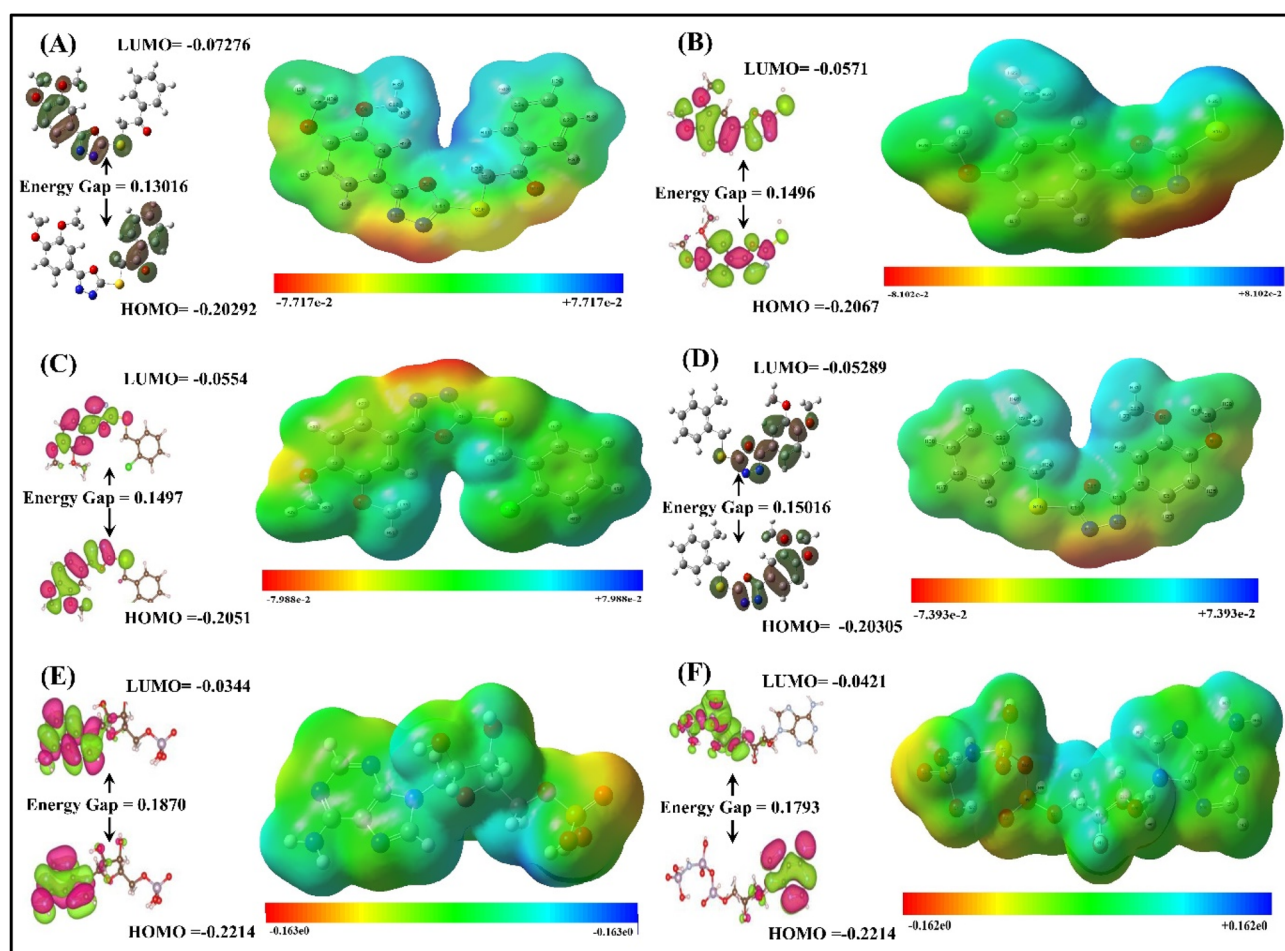 (A)
LUMO= -0.07276
Energy Gap = 0.13016
HOMO= -0.20292
-7.717e-2
+7.717e-2
(B)
LUMO= -0.0571
Energy Gap = 0.1496
HOMO= -0.2067
-8.102e-2
+8.102e-2
(C)
LUMO= -0.0554
Energy Gap = 0.1497
HOMO= -0.2051
-7.988e-2
+7.988e-2
(D)
LUMO= -0.05289
Energy Gap = 0.15016
HOMO= -0.20305
-7.393e-2
+7.393e-2
(E)
LUMO= -0.0344
Energy Gap = 0.1870
HOMO= -0.2214
-0.163e0
-0.163e0
(F)
LUMO= -0.0421
Energy Gap = 0.1793
HOMO= -0.2214
-0.162e0
+0.162e0